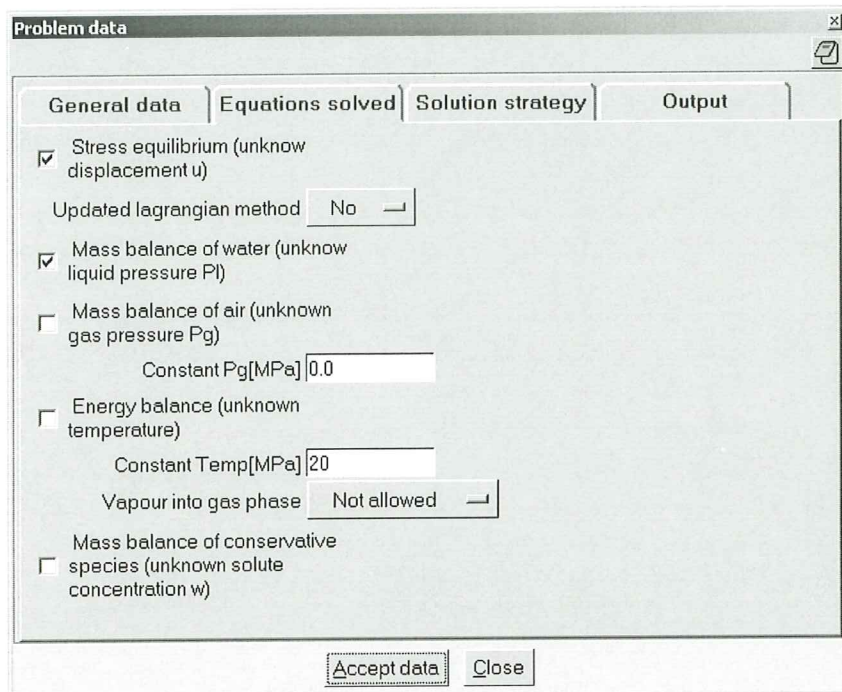 Problem data
General data
Equations solved
Solution strategy
Output
Stress equilibrium (unknow
displacement u)
Updated lagrangian method No
Mass balance of water (unknow
liquid pressure Pl)
Mass balance of air (unknown
gas pressure Pg)
Constant Pg[MPa] 0.0
Energy balance (unknown
temperature)
Constant Temp[MPa] 20
Vapour into gas phase Not allowed
Mass balance of conservative
species (unknown solute
concentration w)
Accept data
Close